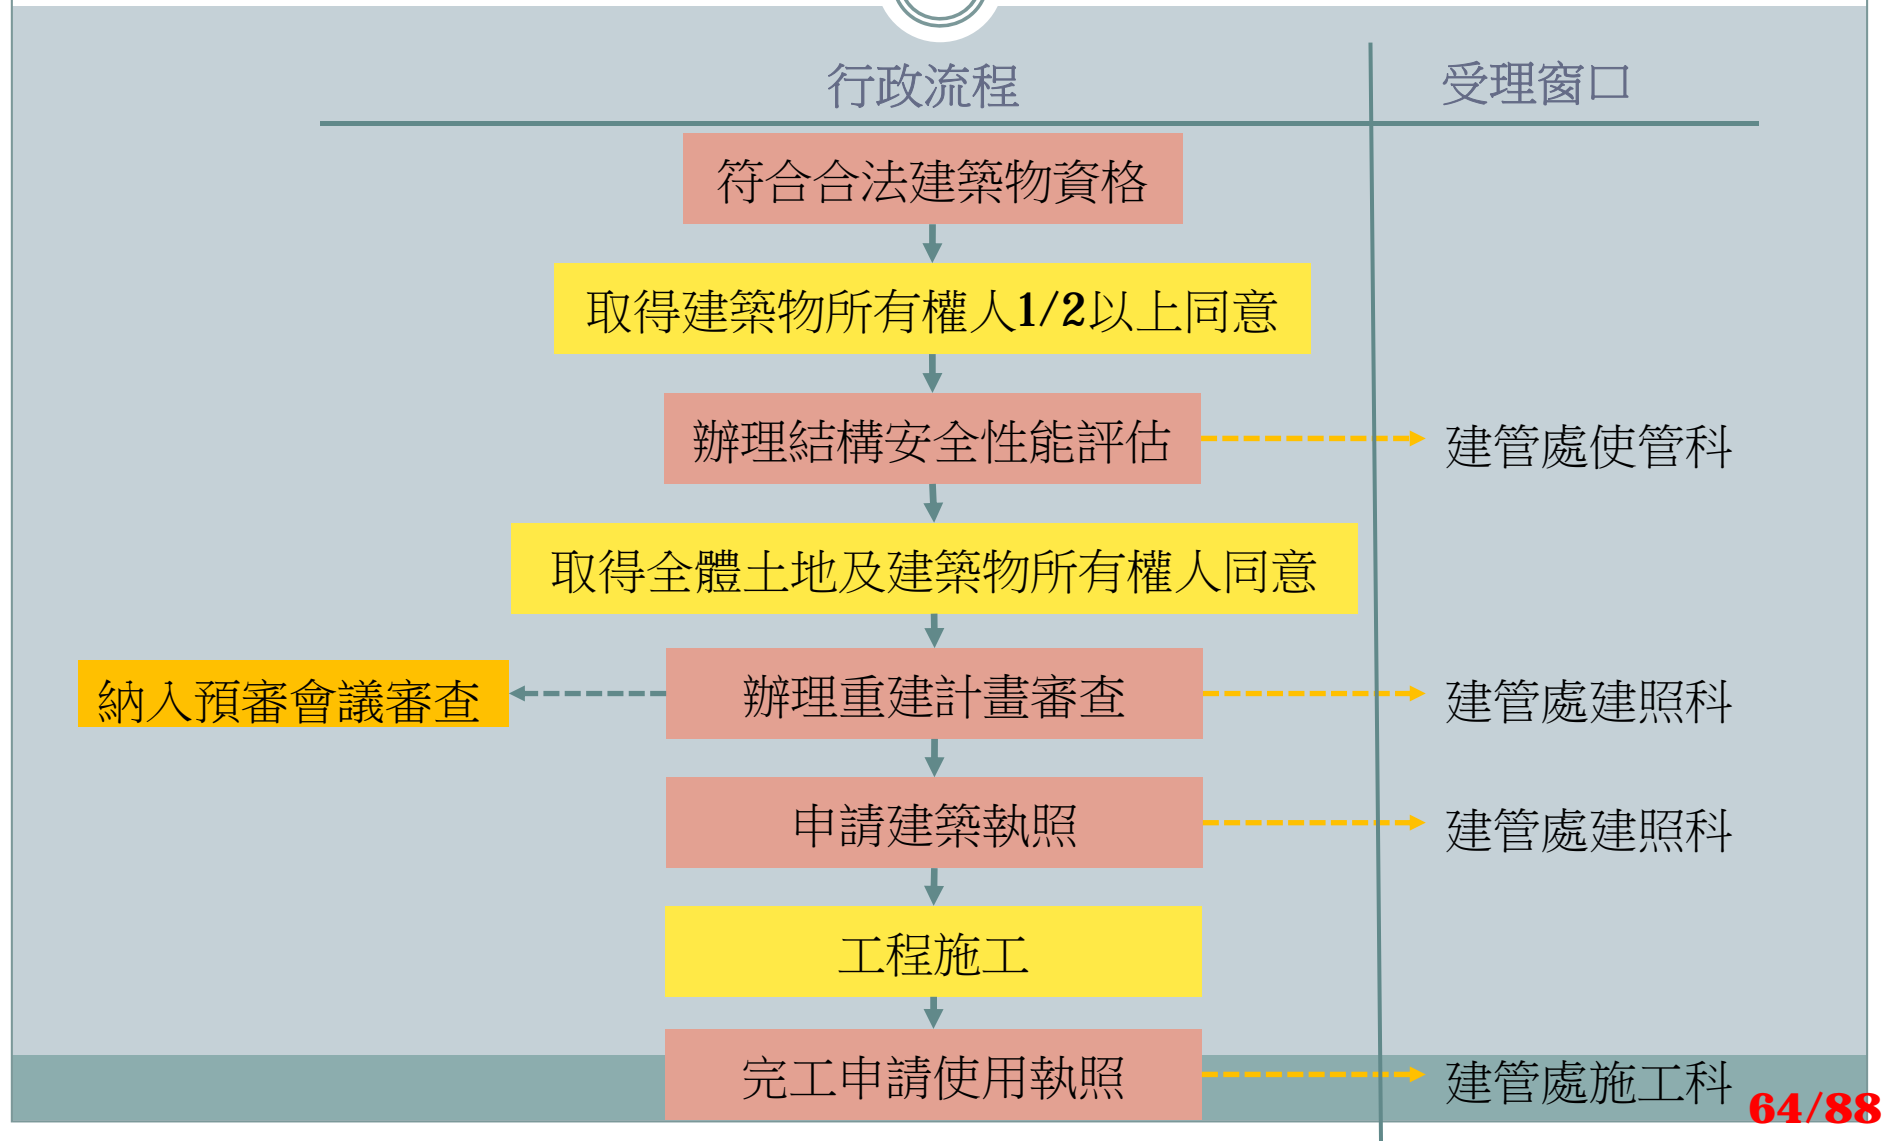 行政流程
受理窗口
符合合法建築物資格
取得建築物所有權人1/2以上同意
辦理結構安全性能評估
建管處使管科
取得全體土地及建築物所有權人同意
納入預審會議審查
辦理重建計畫審查
建管處建照科
申請建築執照
建管處建照科
工程施工
完工申請使用執照
建管處施工科
64/88